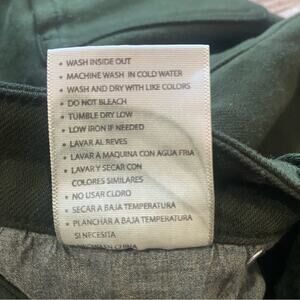 • WASH INSIDE OUT
• MACHINE WASH IN COLD WATER
• WASH AND DRY WITH LIKE COLORS
• DO NOT BLEACH
• TUMBLE DRY LOW
• LOW IRON IF NEEDED
• LAVAR AL REVES
• LAVAR A MAQUINA CON AGUA FRIA
• LAVAR Y SECAR CON
COLORES SIMILARES
• NO USAR CLORO
• SECAR A BAJA TEMPERATURA
• PLANCHAR A BAJA TEMPERATURA
SI NECESITA
IN CHINA